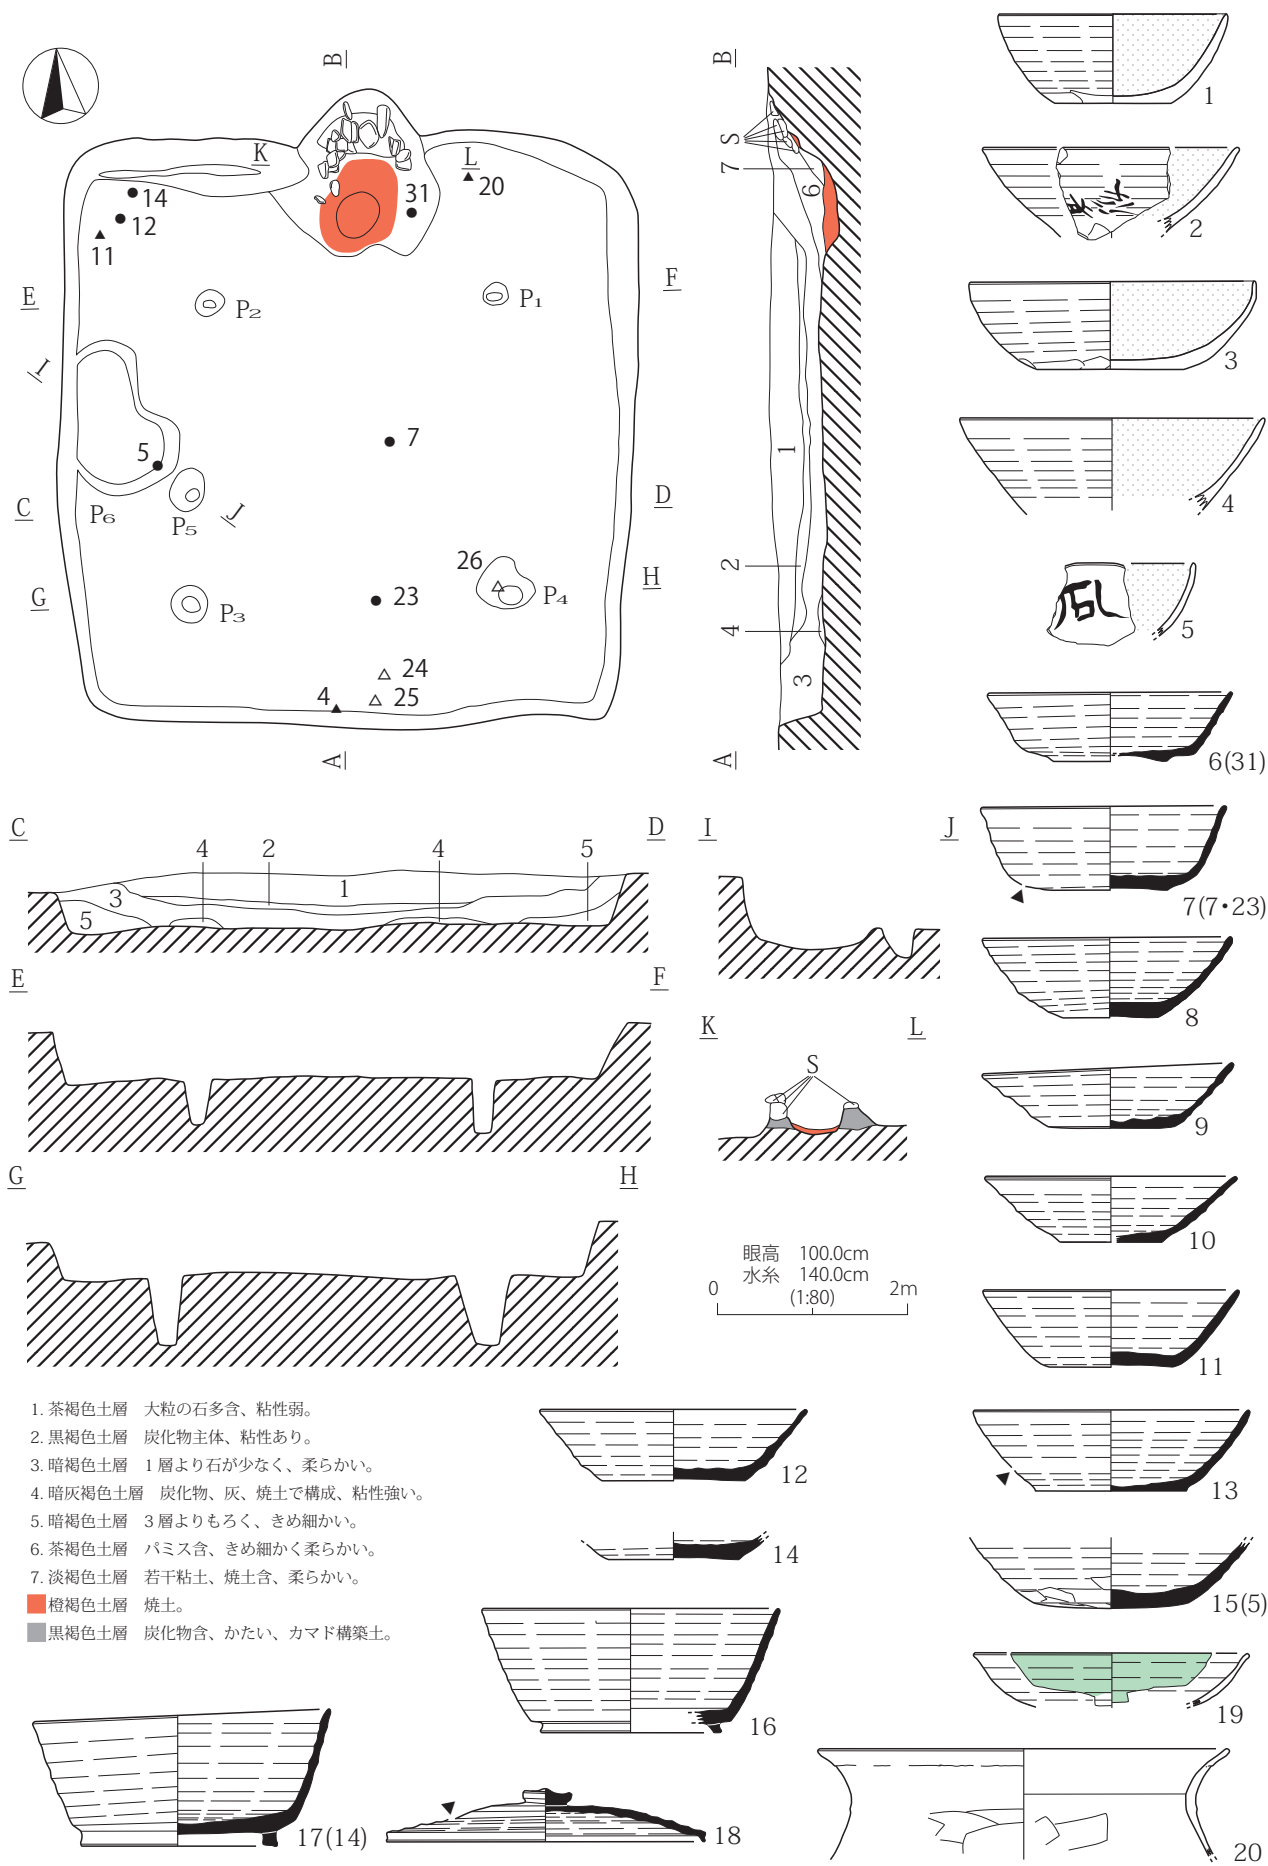 B
K
L
14
12
11
31
20
E
F
P2
P1
I
5
7
C
D
P6
P5
J
26
G
H
P3
23
P4
24
4
25
A
B
S
7
6
1
2
4
3
A
C
D
4
2
4
5
1
3
5
I
J
E
F
K
L
S
G
H
眼高 100.0cm
水糸 140.0cm
0 (1:80) 2m
1. 茶褐色土層 大粒の石多含、粘性弱。
2. 黒褐色土層 炭化物主体、粘性あり。
3. 暗褐色土層 1層より石が少なく、柔らかい。
4. 暗灰褐色土層 炭化物、灰、焼土で構成、粘性強い。
5. 暗褐色土層 3層よりもろく、きめ細かい。
6. 茶褐色土層 パミス含、きめ細かく柔らかい。
7. 淡褐色土層 若干粘土、焼土含、柔らかい。
橙褐色土層 焼土。
黒褐色土層 炭化物含、かたい、カマド構築土。
1
2
3
4
5
6(31)
7(7・23)
8
9
10
11
12
13
14
15(5)
16
17(14)
18
19
20